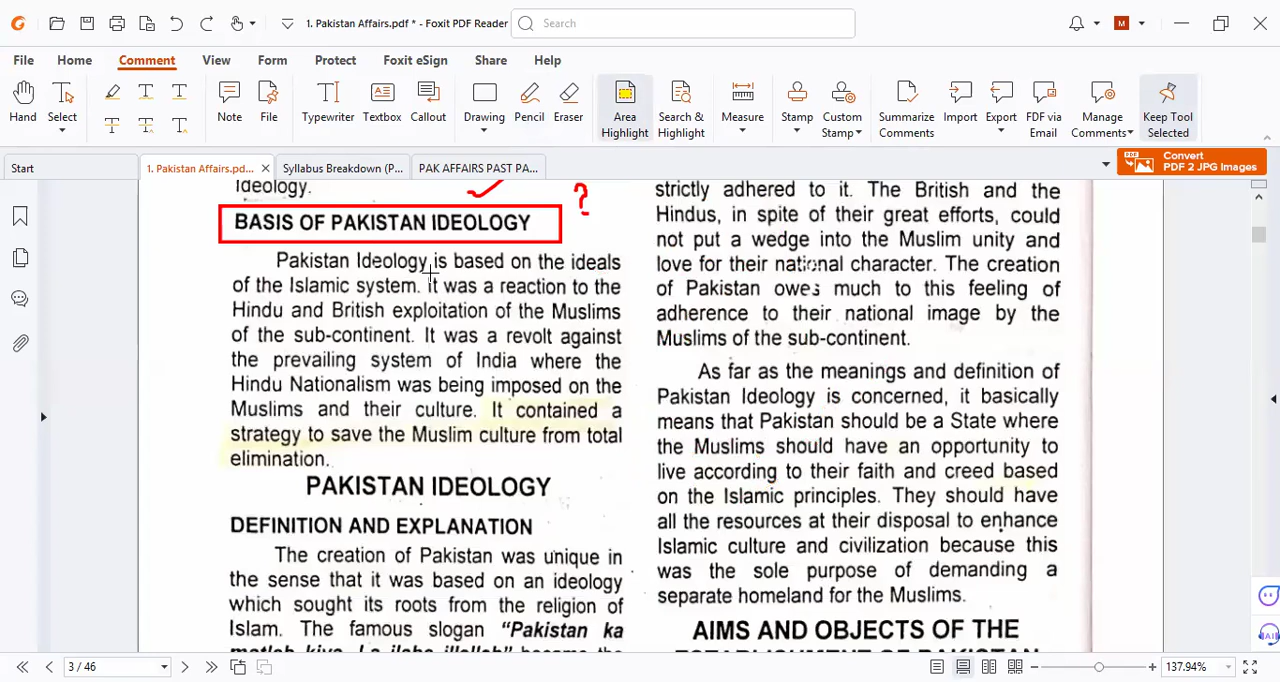 1. Pakistan Affairs.pdf * - Foxit PDF Reader
Search
M
File
Home
Comment
View
Form
Protect
Foxit eSign
Share
Help
Hand
Select
Note
File
Typewriter
Textbox
Callout
Drawing
Pencil
Eraser
Area
Highlight
Search &
Highlight
Measure
Stamp
Custom
Stamp
Summarize
Comments
Import
Export
FDF via
Email
Manage
Comments
Keep Tool
Selected
Start
1. Pakistan Affairs.pd...
Syllabus Breakdown (P...
PAK AFFAIRS PAST PA...
Convert
PDF 2 JPG Images
Ideology.
?
BASIS OF PAKISTAN IDEOLOGY
Pakistan Ideology is based on the ideals
of the Islamic system. It was a reaction to the
Hindu and British exploitation of the Muslims
of the sub-continent. It was a revolt against
the prevailing system of India where the
Hindu Nationalism was being imposed on the
Muslims and their culture. It contained a
strategy to save the Muslim culture from total
elimination.
PAKISTAN IDEOLOGY
DEFINITION AND EXPLANATION
The creation of Pakistan was unique in
the sense that it was based on an ideology
which sought its roots from the religion of
Islam. The famous slogan "Pakistan ka
matlab kiya, La ilaha illallah" became the
strictly adhered to it. The British and the
Hindus, in spite of their great efforts, could
not put a wedge into the Muslim unity and
love for their national character. The creation
of Pakistan owes much to this feeling of
adherence to their national image by the
Muslims of the sub-continent.
As far as the meanings and definition of
Pakistan Ideology is concerned, it basically
means that Pakistan should be a State where
the Muslims should have an opportunity to
live according to their faith and creed based
on the Islamic principles. They should have
all the resources at their disposal to enhance
Islamic culture and civilization because this
was the sole purpose of demanding a
separate homeland for the Muslims.
AIMS AND OBJECTS OF THE
ESTABLISHMENT OF PAKISTAN
3 / 46
137.94%